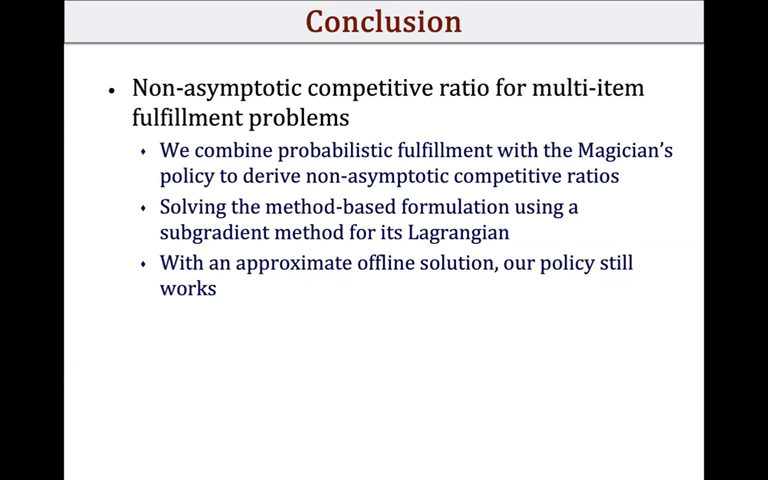 Conclusion
• Non-asymptotic competitive ratio for multi-item
fulfillment problems
⬧ We combine probabilistic fulfillment with the Magician’s
policy to derive non-asymptotic competitive ratios
⬧ Solving the method-based formulation using a
subgradient method for its Lagrangian
⬧ With an approximate offline solution, our policy still
works